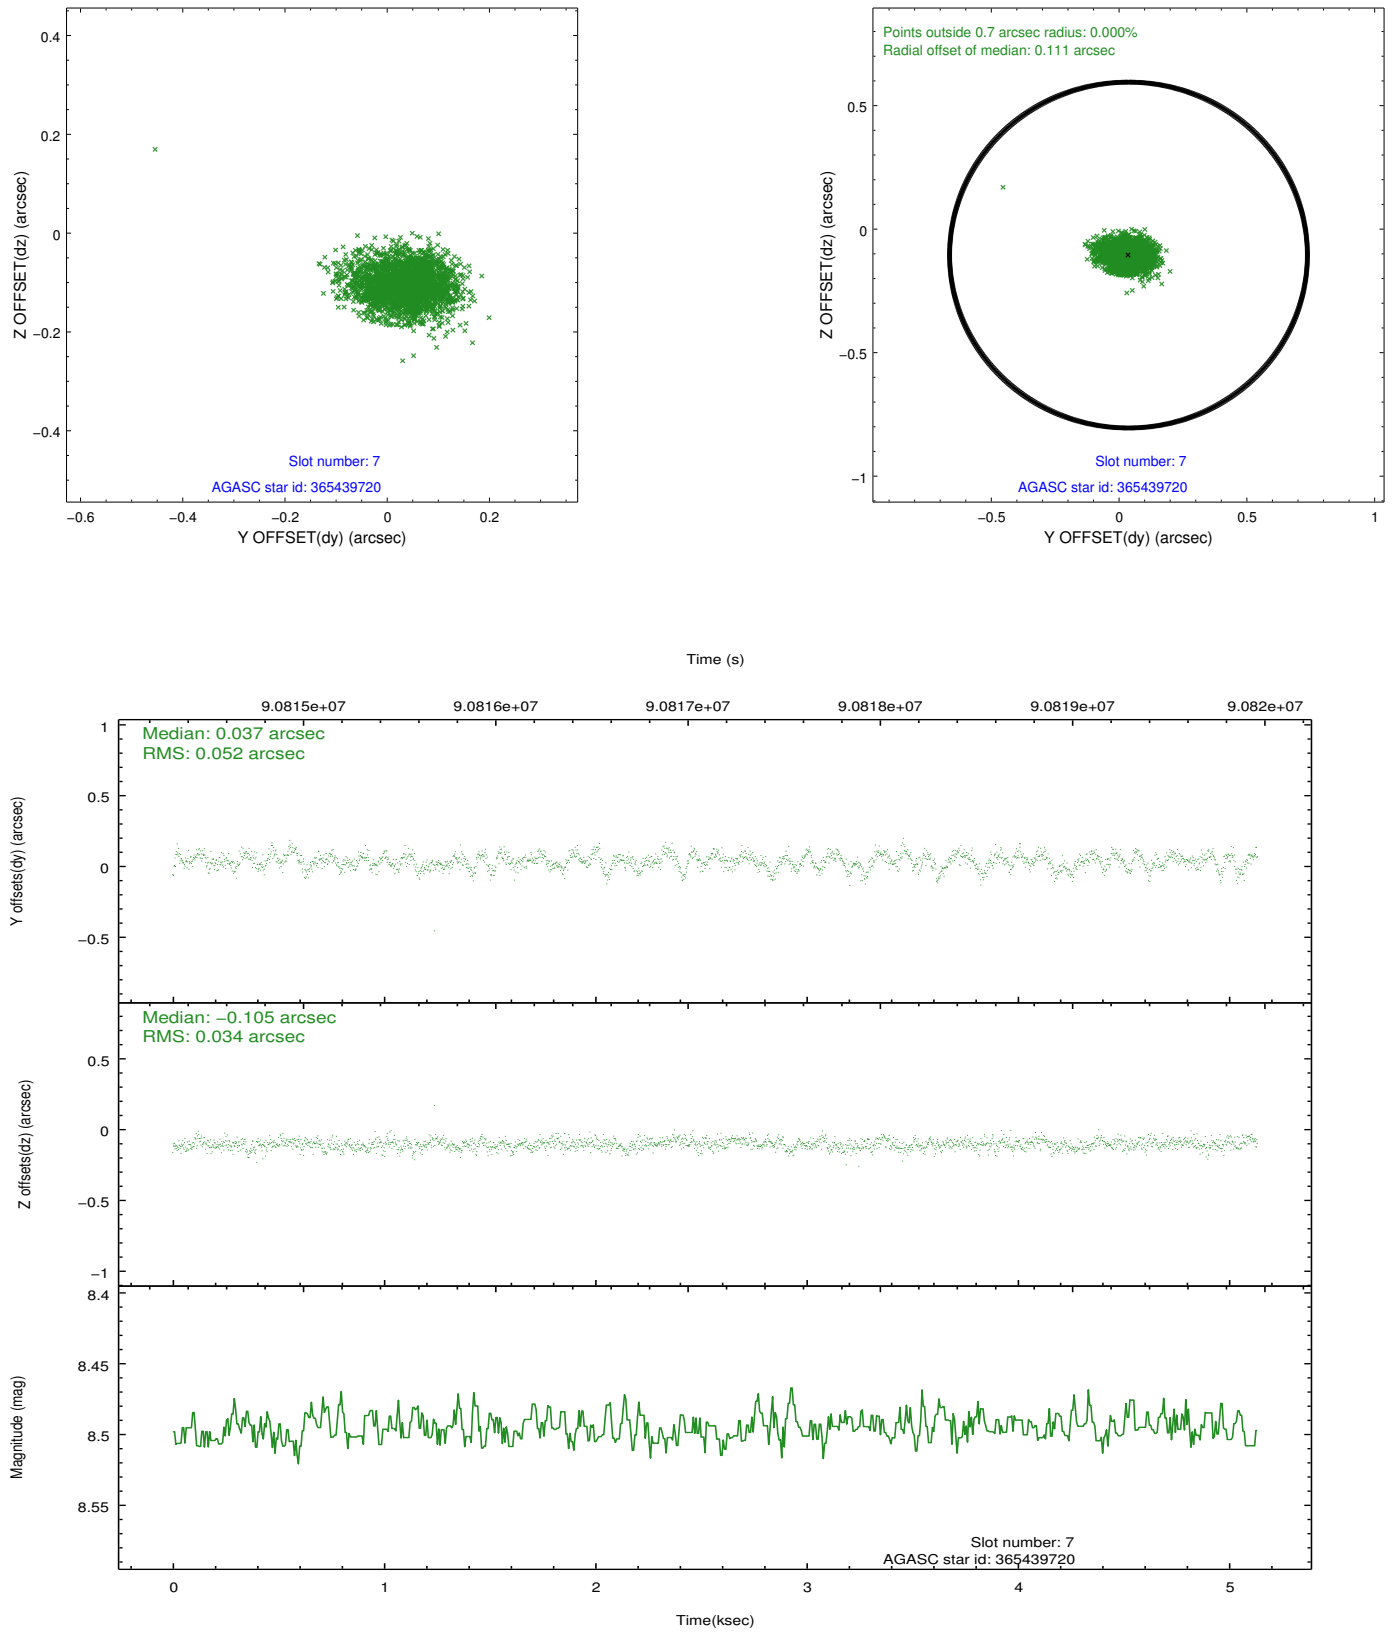 0.4
0.2
0
−0.2
−0.4
Z OFFSET(dz) (arcsec)
Slot number: 7
AGASC star id: 365439720
−0.6
−0.4
−0.2
0
0.2
Y OFFSET(dy) (arcsec)
Points outside 0.7 arcsec radius: 0.000%
Radial offset of median: 0.111 arcsec
0.5
0
−0.5
−1
Z OFFSET(dz) (arcsec)
Slot number: 7
AGASC star id: 365439720
−0.5
0
0.5
1
Y OFFSET(dy) (arcsec)
Time (s)
9.0815e+07
9.0816e+07
9.0817e+07
9.0818e+07
9.0819e+07
9.082e+07
Median: 0.037 arcsec
RMS: 0.052 arcsec
1
0.5
0
−0.5
Y offsets(dy) (arcsec)
Median: −0.105 arcsec
RMS: 0.034 arcsec
0.5
0
−0.5
−1
Z offsets(dz) (arcsec)
8.4
8.45
8.5
8.55
Magnitude (mag)
Slot number: 7
AGASC star id: 365439720
0
1
2
3
4
5
Time(ksec)